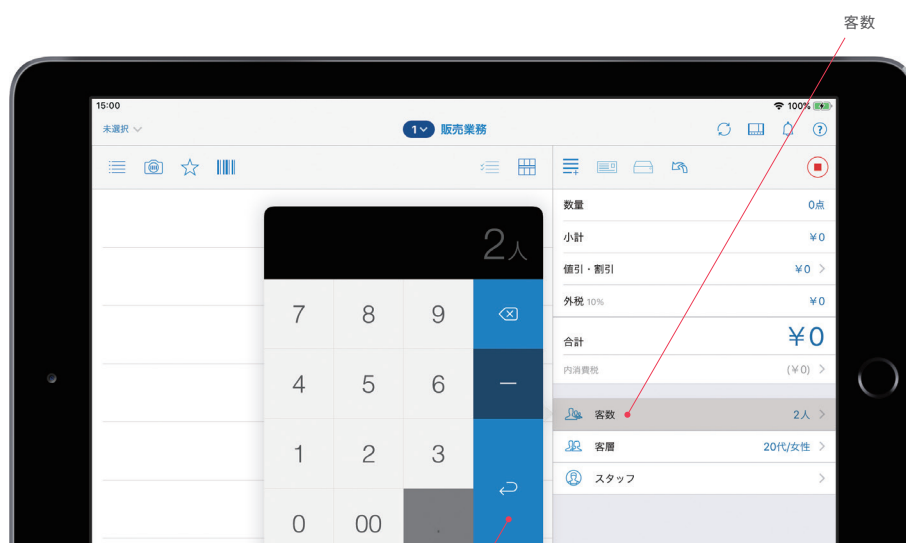 客数
15:00
100%
未選択
1 販売業務
?
数量 0点
小計 ¥0
2人
値引・割引 ¥0
外税 10% ¥0
7 8 9
合計 ¥0
内消費税 (¥0)
4 5 6 −
客数 2人
客層 20代/女性
1 2 3
スタッフ
0 00 .